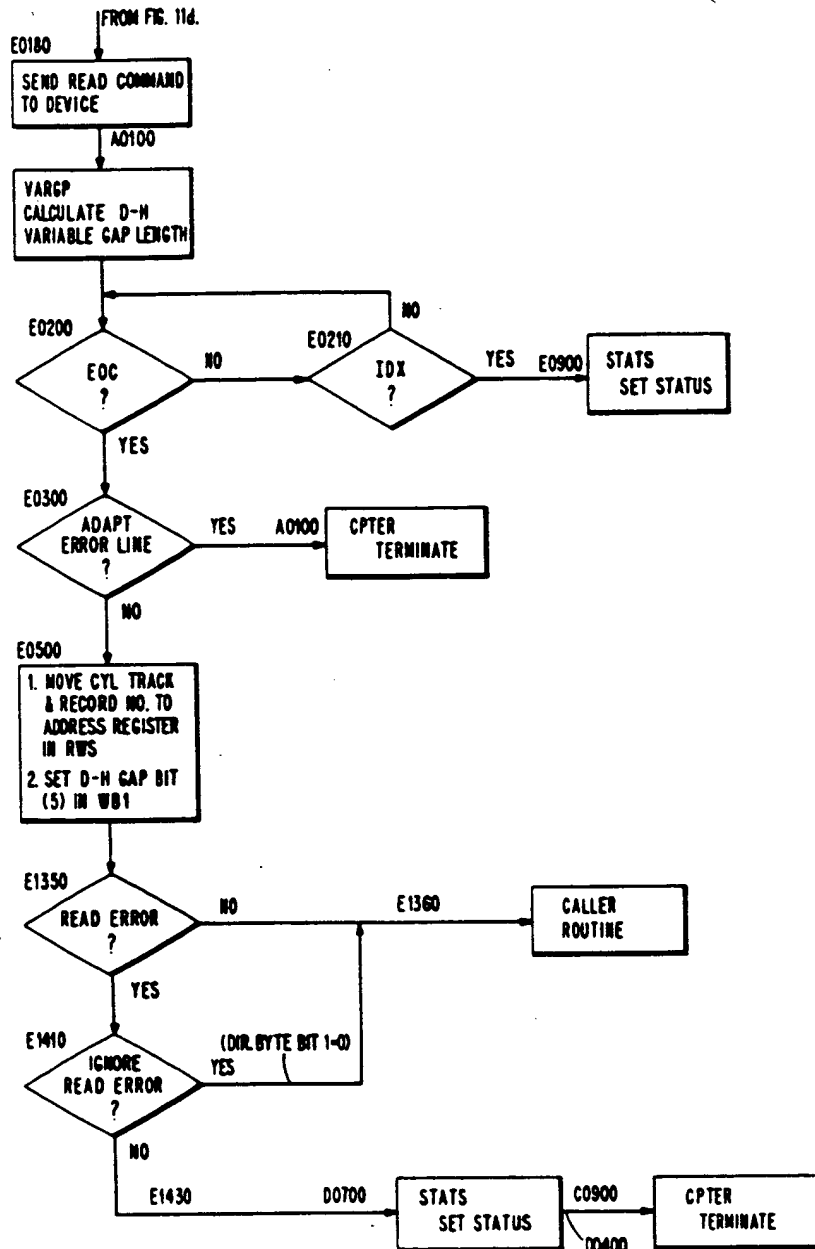 FROM FIG. 11d.
E0180
SEND READ COMMAND
TO DEVICE
A0100
VARGP
CALCULATE D-H
VARIABLE GAP LENGTH
NO
E0200
EOC
?
NO
E0210
IDX
?
YES
E0900
STATS
SET STATUS
YES
E0300
ADAPT
ERROR LINE
?
YES
A0100
CPTER
TERMINATE
NO
E0500
1. MOVE CYL TRACK
& RECORD NO. TO
ADDRESS REGISTER
IN RWS
2. SET D-H GAP BIT
(5) IN WB1
E1350
READ ERROR
?
NO
E1360
CALLER
ROUTINE
YES
E1410
IGNORE
READ ERROR
?
YES
(DIR. BYTE BIT 1=0)
NO
E1430
D0700
STATS
SET STATUS
C0900
D0400
CPTER
TERMINATE